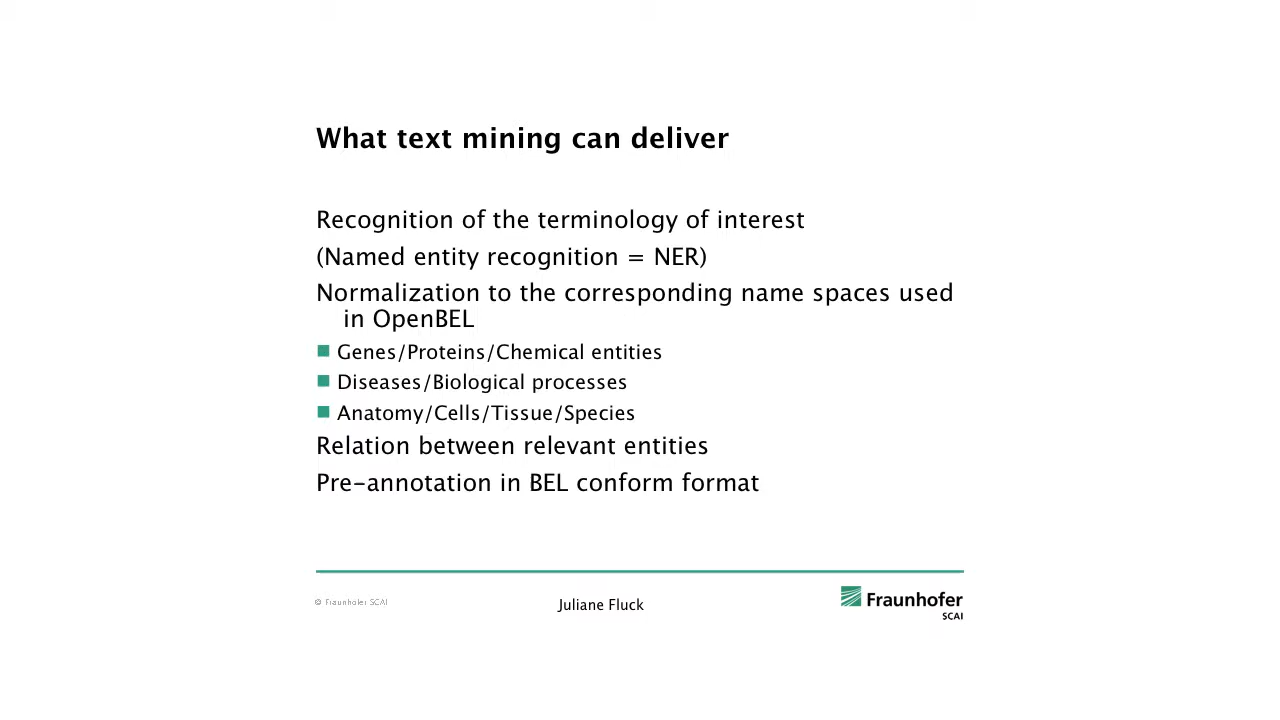 What text mining can deliver
Recognition of the terminology of interest
(Named entity recognition = NER)
Normalization to the corresponding name spaces used
in OpenBEL
Genes/Proteins/Chemical entities
Diseases/Biological processes
Anatomy/Cells/Tissue/Species
Relation between relevant entities
Pre-annotation in BEL conform format
© Fraunhofer SCAI
Juliane Fluck
Fraunhofer
SCAI